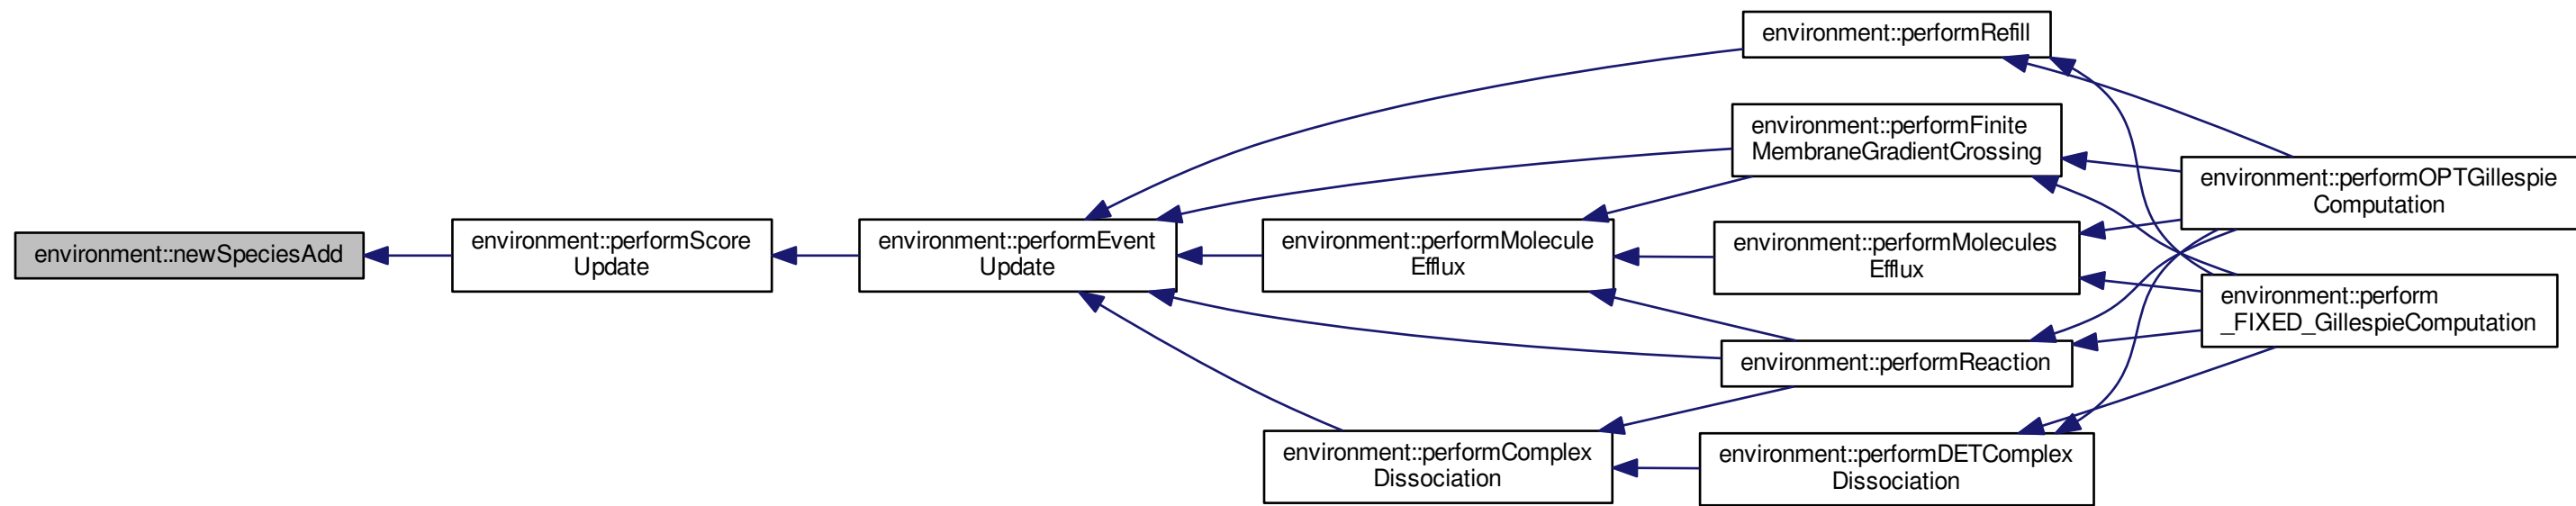 environment::newSpeciesAdd
environment::performScore
Update
environment::performEvent
Update
environment::performMolecule
Efflux
environment::performComplex
Dissociation
environment::performRefill
environment::performFinite
MembraneGradientCrossing
environment::performMolecules
Efflux
environment::performReaction
environment::performDETComplex
Dissociation
environment::performOPTGillespie
Computation
environment::perform
_FIXED_GillespieComputation